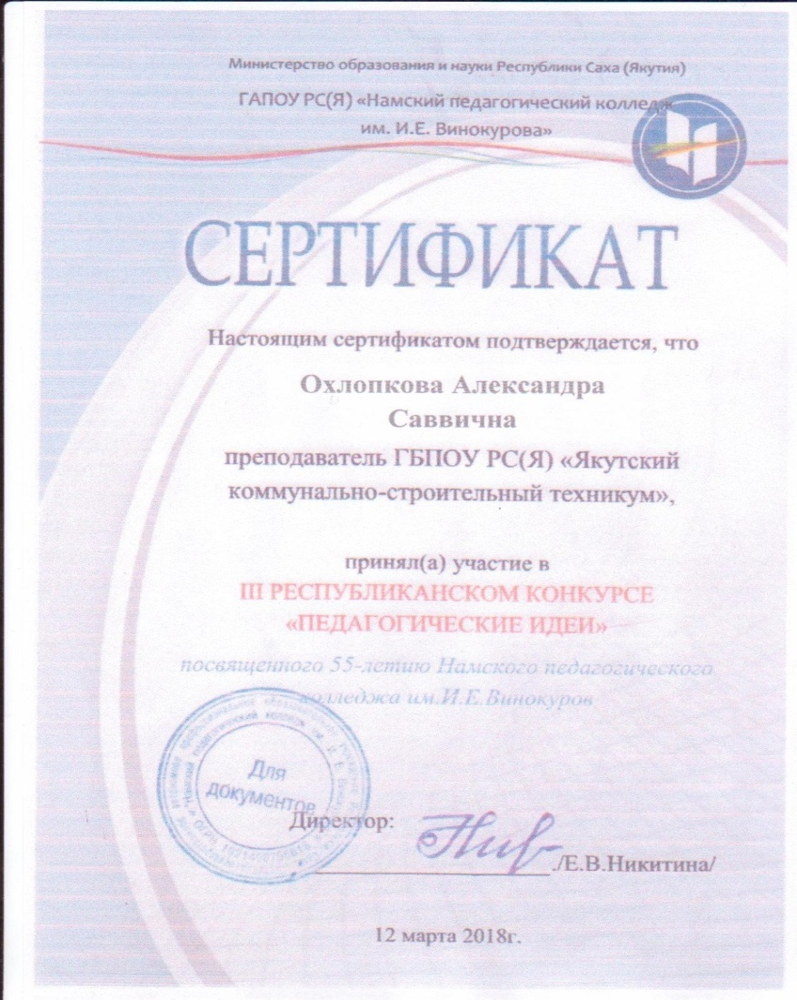 Министерство образования и науки Республики Саха (Якутия)
ГАПОУ РС(Я) «Намский педагогический колледж
им. И.Е. Винокурова»
СЕРТИФИКАТ
Настоящим сертификатом подтверждается, что
Охлопкова Александра
Саввична
преподаватель ГБПОУ РС(Я) «Якутский
коммунально-строительный техникум»,
принял(а) участие в
III РЕСПУБЛИКАНСКОМ КОНКУРСЕ
«ПЕДАГОГИЧЕСКИЕ ИДЕИ»
посвященного 55-летию Намского педагогического
колледжа им.И.Е.Винокуров
Для
документов
Директор:
/Е.В.Никитина/
12 марта 2018г.